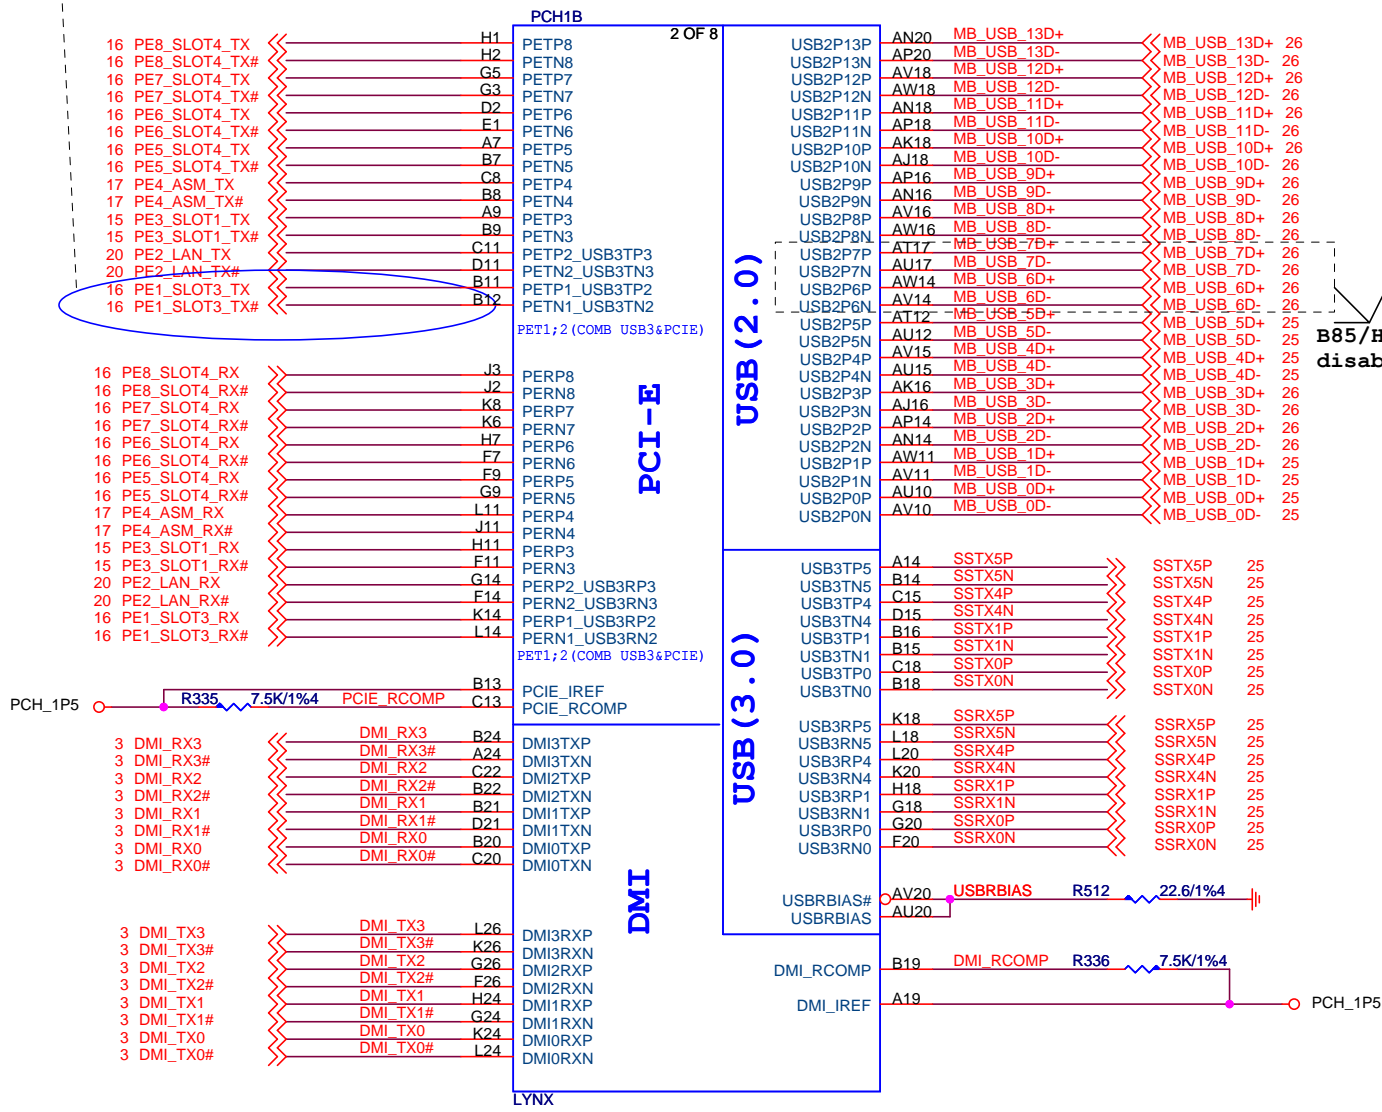 PCH1B
2 OF 8
16 PE8_SLOT4_TX H1 PETP8
16 PE8_SLOT4_TX# H2 PETN8
16 PE7_SLOT4_TX G5 PETP7
16 PE7_SLOT4_TX# G3 PETN7
16 PE6_SLOT4_TX D2 PETP6
16 PE6_SLOT4_TX# E1 PETN6
16 PE5_SLOT4_TX A7 PETP5
16 PE5_SLOT4_TX# B7 PETN5
17 PE4_ASM_TX C8 PETP4
17 PE4_ASM_TX# B8 PETN4
15 PE3_SLOT1_TX A9 PETP3
15 PE3_SLOT1_TX# B9 PETN3
20 PE2_LAN_TX C11 PETP2_USB3TP3
20 PE2_LAN_TX# D11 PETN2_USB3TN3
16 PE1_SLOT3_TX B11 PETP1_USB3TP2
16 PE1_SLOT3_TX# B12 PETN1_USB3TN2
PET1;2(COMB USB3&PCIE)
16 PE8_SLOT4_RX J3 PERP8
16 PE8_SLOT4_RX# J2 PERN8
16 PE7_SLOT4_RX K8 PERP7
16 PE7_SLOT4_RX# K6 PERN7
16 PE6_SLOT4_RX H7 PERP6
16 PE6_SLOT4_RX# F7 PERN6
16 PE5_SLOT4_RX F9 PERP5
16 PE5_SLOT4_RX# G9 PERN5
17 PE4_ASM_RX L11 PERP4
17 PE4_ASM_RX# J11 PERN4
15 PE3_SLOT1_RX H11 PERP3
15 PE3_SLOT1_RX# F11 PERN3
20 PE2_LAN_RX G14 PERP2_USB3RP3
20 PE2_LAN_RX# F14 PERN2_USB3RN3
16 PE1_SLOT3_RX K14 PERP1_USB3RP2
16 PE1_SLOT3_RX# L14 PERN1_USB3RN2
PET1;2(COMB USB3&PCIE)
PCI-E
B13 PCIE_IREF
PCH_1P5 R335 7.5K/1%4 PCIE_RCOMP C13 PCIE_RCOMP
3 DMI_RX3 DMI_RX3 B24 DMI3TXP
3 DMI_RX3# DMI_RX3# A24 DMI3TXN
3 DMI_RX2 DMI_RX2 C22 DMI2TXP
3 DMI_RX2# DMI_RX2# B22 DMI2TXN
3 DMI_RX1 DMI_RX1 B21 DMI1TXP
3 DMI_RX1# DMI_RX1# D21 DMI1TXN
3 DMI_RX0 DMI_RX0 B20 DMI0TXP
3 DMI_RX0# DMI_RX0# C20 DMI0TXN
DMI
3 DMI_TX3 DMI_TX3 L26 DMI3RXP
3 DMI_TX3# DMI_TX3# K26 DMI3RXN
3 DMI_TX2 DMI_TX2 G26 DMI2RXP
3 DMI_TX2# DMI_TX2# F26 DMI2RXN
3 DMI_TX1 DMI_TX1 H24 DMI1RXP
3 DMI_TX1# DMI_TX1# G24 DMI1RXN
3 DMI_TX0 DMI_TX0 K24 DMI0RXP
3 DMI_TX0# DMI_TX0# L24 DMI0RXN
LYNX
USB(2.0)
USB2P13P AN20 MB_USB_13D+ MB_USB_13D+ 26
USB2P13N AP20 MB_USB_13D- MB_USB_13D- 26
USB2P12P AV18 MB_USB_12D+ MB_USB_12D+ 26
USB2P12N AW18 MB_USB_12D- MB_USB_12D- 26
USB2P11P AN18 MB_USB_11D+ MB_USB_11D+ 26
USB2P11N AP18 MB_USB_11D- MB_USB_11D- 26
USB2P10P AK18 MB_USB_10D+ MB_USB_10D+ 26
USB2P10N AJ18 MB_USB_10D- MB_USB_10D- 26
USB2P9P AP16 MB_USB_9D+ MB_USB_9D+ 26
USB2P9N AN16 MB_USB_9D- MB_USB_9D- 26
USB2P8P AV16 MB_USB_8D+ MB_USB_8D+ 26
USB2P8N AW16 MB_USB_8D- MB_USB_8D- 26
USB2P7P AT17 MB_USB_7D+ MB_USB_7D+ 26
USB2P7N AU17 MB_USB_7D- MB_USB_7D- 26
USB2P6P AW14 MB_USB_6D+ MB_USB_6D+ 26
USB2P6N AV14 MB_USB_6D- MB_USB_6D- 26
USB2P5P AT12 MB_USB_5D+ MB_USB_5D+ 25
USB2P5N AU12 MB_USB_5D- MB_USB_5D- 25
USB2P4P AV15 MB_USB_4D+ MB_USB_4D+ 25
USB2P4N AU15 MB_USB_4D- MB_USB_4D- 25
USB2P3P AK16 MB_USB_3D+ MB_USB_3D+ 26
USB2P3N AJ16 MB_USB_3D- MB_USB_3D- 26
USB2P2P AP14 MB_USB_2D+ MB_USB_2D+ 26
USB2P2N AN14 MB_USB_2D- MB_USB_2D- 26
USB2P1P AW11 MB_USB_1D+ MB_USB_1D+ 25
USB2P1N AV11 MB_USB_1D- MB_USB_1D- 25
USB2P0P AU10 MB_USB_0D+ MB_USB_0D+ 25
USB2P0N AV10 MB_USB_0D- MB_USB_0D- 25
B85/H
disab
USB(3.0)
USB3TP5 A14 SSTX5P SSTX5P 25
USB3TN5 B14 SSTX5N SSTX5N 25
USB3TP4 C15 SSTX4P SSTX4P 25
USB3TN4 D15 SSTX4N SSTX4N 25
USB3TP1 B16 SSTX1P SSTX1P 25
USB3TN1 B15 SSTX1N SSTX1N 25
USB3TP0 C18 SSTX0P SSTX0P 25
USB3TN0 B18 SSTX0N SSTX0N 25
USB3RP5 K18 SSRX5P SSRX5P 25
USB3RN5 L18 SSRX5N SSRX5N 25
USB3RP4 L20 SSRX4P SSRX4P 25
USB3RN4 K20 SSRX4N SSRX4N 25
USB3RP1 H18 SSRX1P SSRX1P 25
USB3RN1 G18 SSRX1N SSRX1N 25
USB3RP0 G20 SSRX0P SSRX0P 25
USB3RN0 F20 SSRX0N SSRX0N 25
USBRBIAS# AV20 USBRBIAS R512 22.6/1%4
USBRBIAS AU20
DMI_RCOMP B19 DMI_RCOMP R336 7.5K/1%4
DMI_IREF A19 PCH_1P5